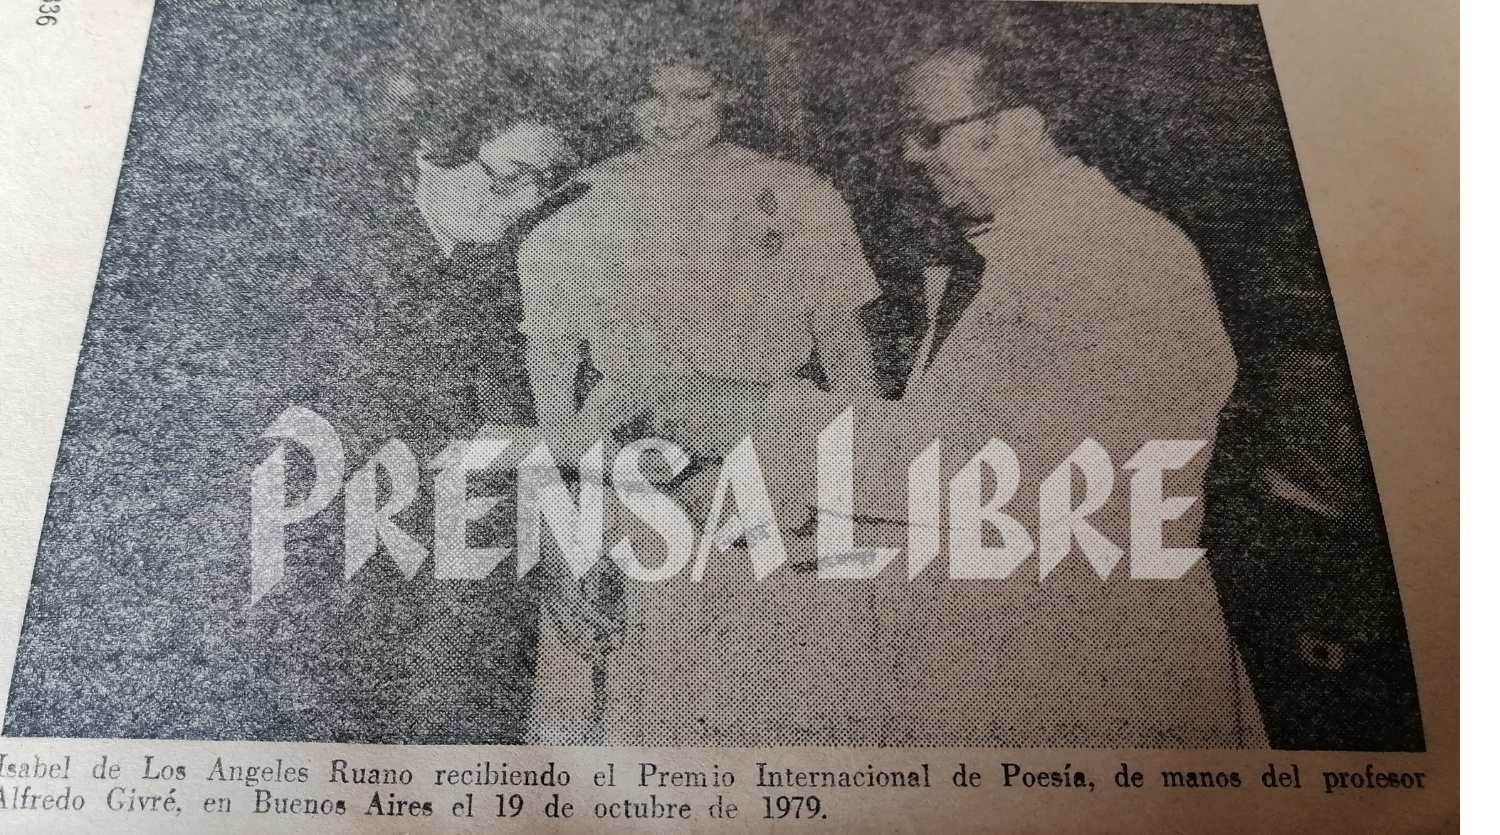 336
PRENSA LIBRE
Isabel de Los Angeles Ruano recibiendo el Premio Internacional de Poesía, de manos del profesor
Alfredo Givré, en Buenos Aires el 19 de octubre de 1979.